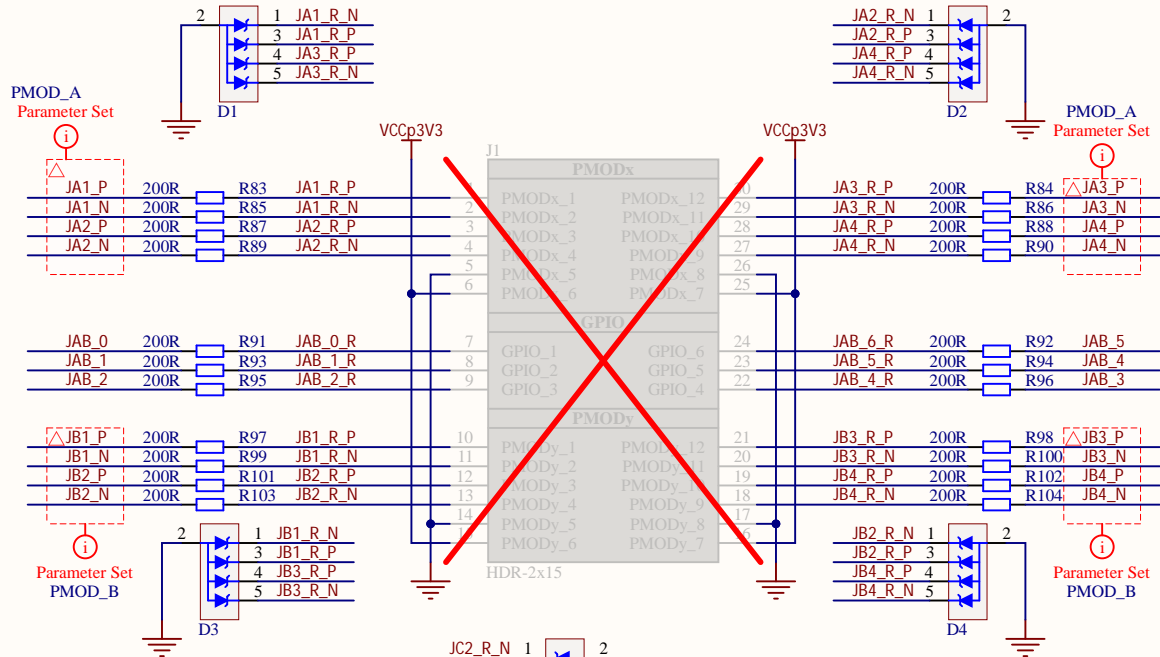 2 1 JA1_R_N
3 JA1_R_P
4 JA3_R_P
5 JA3_R_N
D1
JA2_R_N 1 2
JA2_R_P 3
JA4_R_P 4
JA4_R_N 5
D2
PMOD_A
Parameter Set
i
PMOD_A
Parameter Set
i
VCCp3V3
VCCp3V3
J1
PMODx
JA1_P 200R R83 JA1_R_P PMODx_1 PMODx_12 JA3_R_P 200R R84 JA3_P
JA1_N 200R R85 JA1_R_N 2 PMODx_2 PMODx_11 29 JA3_R_N 200R R86 JA3_N
JA2_P 200R R87 JA2_R_P 3 PMODx_3 28 JA4_R_P 200R R88 JA4_P
JA2_N 200R R89 JA2_R_N 4 PMODx_4 27 JA4_R_N 200R R90 JA4_N
5 PMODx_5 PMODx_8 26
6 PMODx_6 PMODx_7 25
GPIO
JAB_0 200R R91 JAB_0_R 7 GPIO_1 GPIO_6 24 JAB_6_R 200R R92 JAB_5
JAB_1 200R R93 JAB_1_R 8 GPIO_2 GPIO_5 23 JAB_5_R 200R R94 JAB_4
JAB_2 200R R95 JAB_2_R 9 GPIO_3 GPIO_4 22 JAB_4_R 200R R96 JAB_3
PMODy
JB1_P 200R R97 JB1_R_P 10 PMODy_1 PMODy_12 21 JB3_R_P 200R R98 JB3_P
JB1_N 200R R99 JB1_R_N 11 PMODy_2 PMODy_11 20 JB3_R_N 200R R100 JB3_N
JB2_P 200R R101 JB2_R_P 12 PMODy_3 19 JB4_R_P 200R R102 JB4_P
JB2_N 200R R103 JB2_R_N 13 PMODy_4 PMODy_9 18 JB4_R_N 200R R104 JB4_N
14 PMODy_5 PMODy_8 17
PMODy_6 PMODy_7
HDR-2x15
i
Parameter Set
PMOD_B
i
Parameter Set
PMOD_B
2 1 JB1_R_N
3 JB1_R_P
4 JB3_R_P
5 JB3_R_N
D3
JB2_R_N 1 2
JB2_R_P 3
JB4_R_P 4
JB4_R_N 5
D4
JC2_R_N 1 2